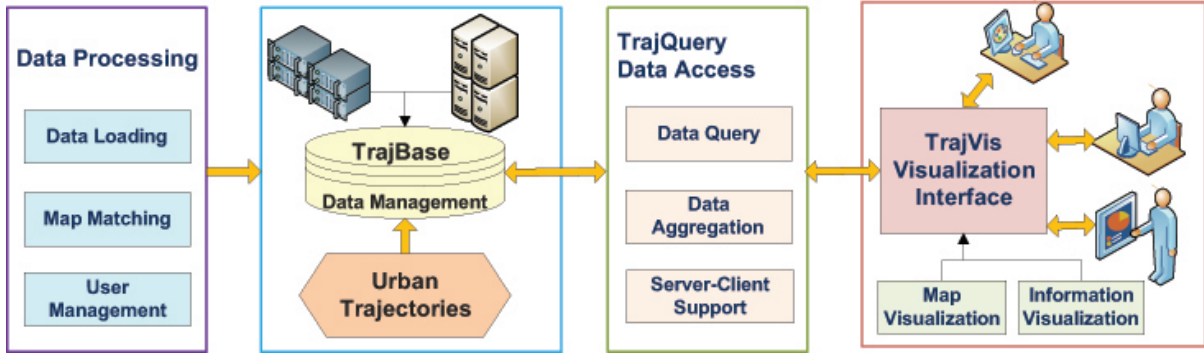 Data Processing
Data Loading
Map Matching
User
Management
TrajBase
Data Management
Urban
Trajectories
TrajQuery
Data Access
Data Query
Data
Aggregation
Server-Client
Support
TrajVis
Visualization
Interface
Map
Visualization
Information
Visualization